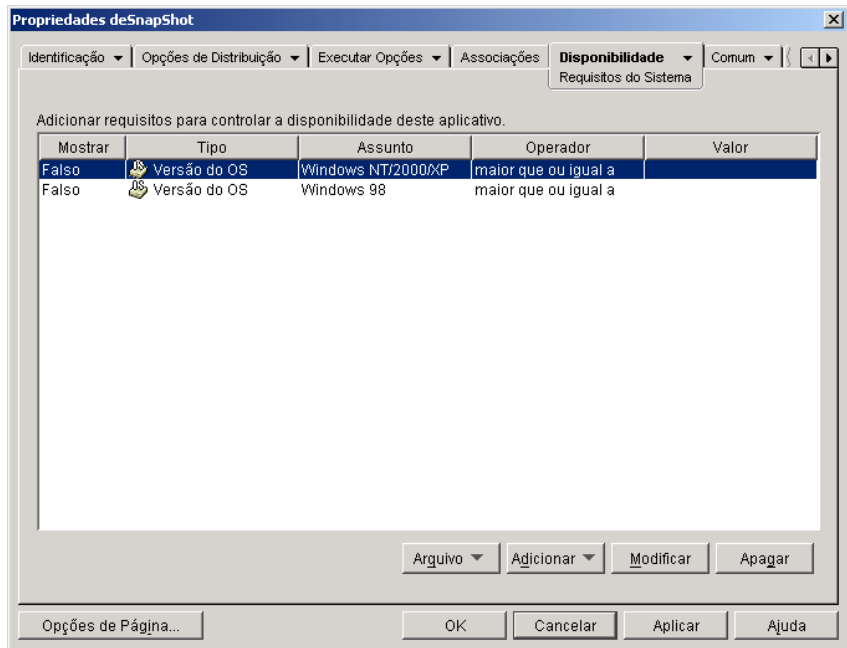 Propriedades deSnapShot
Identificação Opções de Distribuição Executar Opções Associações Disponibilidade Comum
Requisitos do Sistema
Adicionar requisitos para controlar a disponibilidade deste aplicativo.
Mostrar Tipo Assunto Operador Valor
Falso Versão do OS Windows NT/2000/XP maior que ou igual a
Falso Versão do OS Windows 98 maior que ou igual a
Arquivo Adicionar Modificar Apagar
Opções de Página... OK Cancelar Aplicar Ajuda